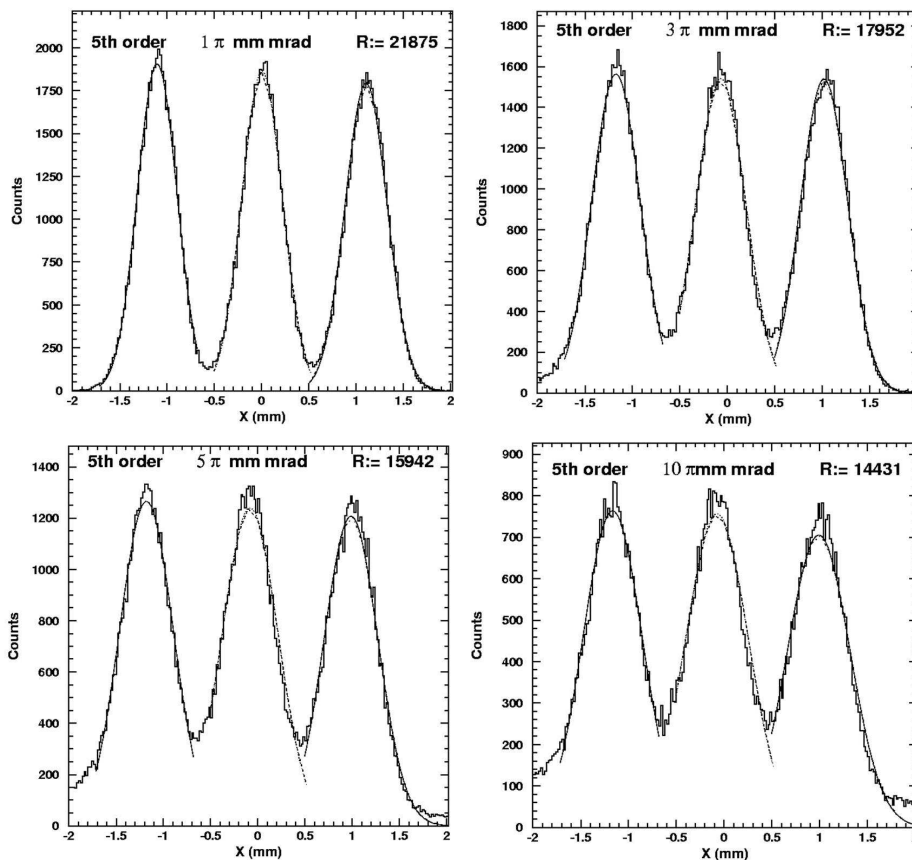 5th order 1 π mm mrad R:= 21875
2000
1750
1500
1250
1000
750
500
250
0
Counts
-2 -1.5 -1 -0.5 0 0.5 1 1.5 2
X (mm)
5th order 3 π mm mrad R:= 17952
1800
1600
1400
1200
1000
800
600
400
200
0
Counts
-2 -1.5 -1 -0.5 0 0.5 1 1.5
X (mm)
5th order 5 π mm mrad R:= 15942
1400
1200
1000
800
600
400
200
0
Counts
-2 -1.5 -1 -0.5 0 0.5 1 1.5 2
X (mm)
5th order 10 πmm mrad R:= 14431
900
800
700
600
500
400
300
200
100
0
Counts
-2 -1.5 -1 -0.5 0 0.5 1 1.5
X (mm)